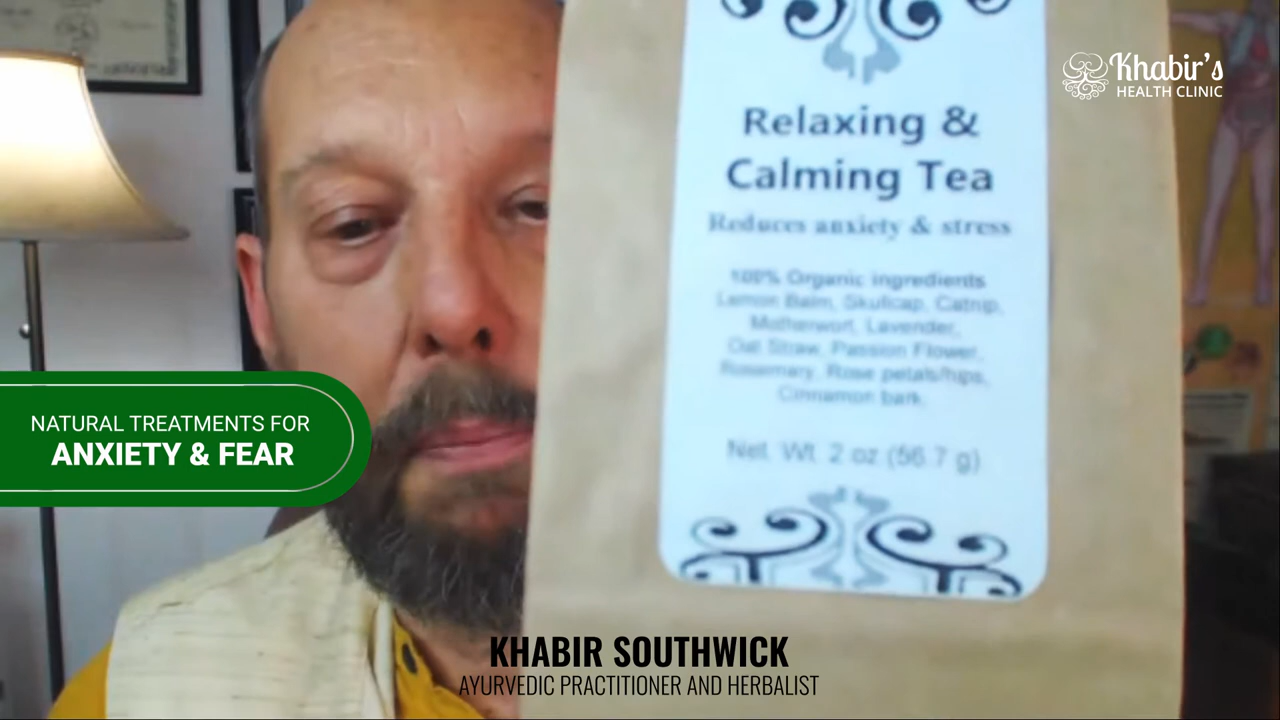 Khabir's
HEALTH CLINIC
Relaxing &
Calming Tea
Reduces anxiety & stress
100% Organic ingredients
Lemon Balm, Skullcap, Catnip,
Motherwort, Lavender,
Oat Straw, Passion Flower,
Rosemary, Rose petals/hips,
Cinnamon bark.
Net. Wt. 2 oz (56.7 g)
NATURAL TREATMENTS FOR
ANXIETY & FEAR
KHABIR SOUTHWICK
AYURVEDIC PRACTITIONER AND HERBALIST